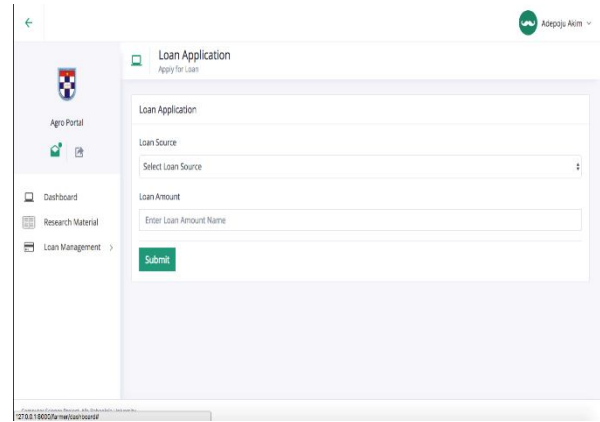 Adepoju Akim
Loan Application
Apply for Loan
Agro Portal
Loan Application
Loan Source
Select Loan Source
Dashboard
Loan Amount
Research Material
Enter Loan Amount Name
Loan Management
Submit
127.0.0.1:8000/farmer/dashboard#